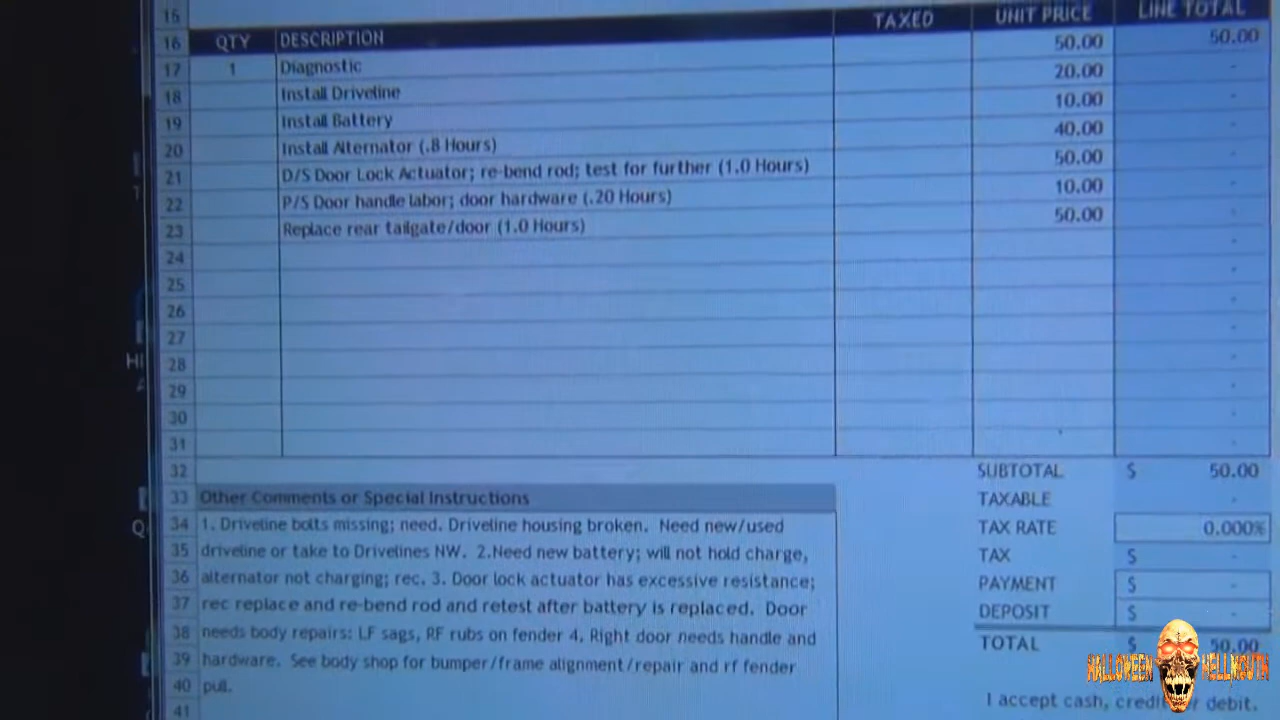 15
TAXED UNIT PRICE LINE TOTAL
16 QTY DESCRIPTION 50.00 50.00
17 1 Diagnostic 20.00 -
18 Install Driveline 10.00 -
19 Install Battery 40.00 -
20 Install Alternator (.8 Hours) 50.00 -
21 D/S Door Lock Actuator; re-bend rod; test for further (1.0 Hours) 10.00 -
22 P/S Door handle labor; door hardware (.20 Hours) 50.00 -
23 Replace rear tailgate/door (1.0 Hours) -
24 -
25 -
26 -
27 -
28 -
29 -
30 -
31 -
32 SUBTOTAL $ 50.00
33 Other Comments or Special Instructions TAXABLE -
34 1. Driveline bolts missing; need. Driveline housing broken. Need new/used TAX RATE 0.000%
35 driveline or take to Drivelines NW. 2.Need new battery; will not hold charge, TAX $ -
36 alternator not charging; rec. 3. Door lock actuator has excessive resistance; PAYMENT $ -
37 rec replace and re-bend rod and retest after battery is replaced. Door DEPOSIT $ -
38 needs body repairs: LF sags, RF rubs on fender 4. Right door needs handle and TOTAL $ 50.00
39 hardware. See body shop for bumper/frame alignment/repair and rf fender
40 pull.
41 I accept cash, credit or debit.
HALLOWEEN HELLMOUTH